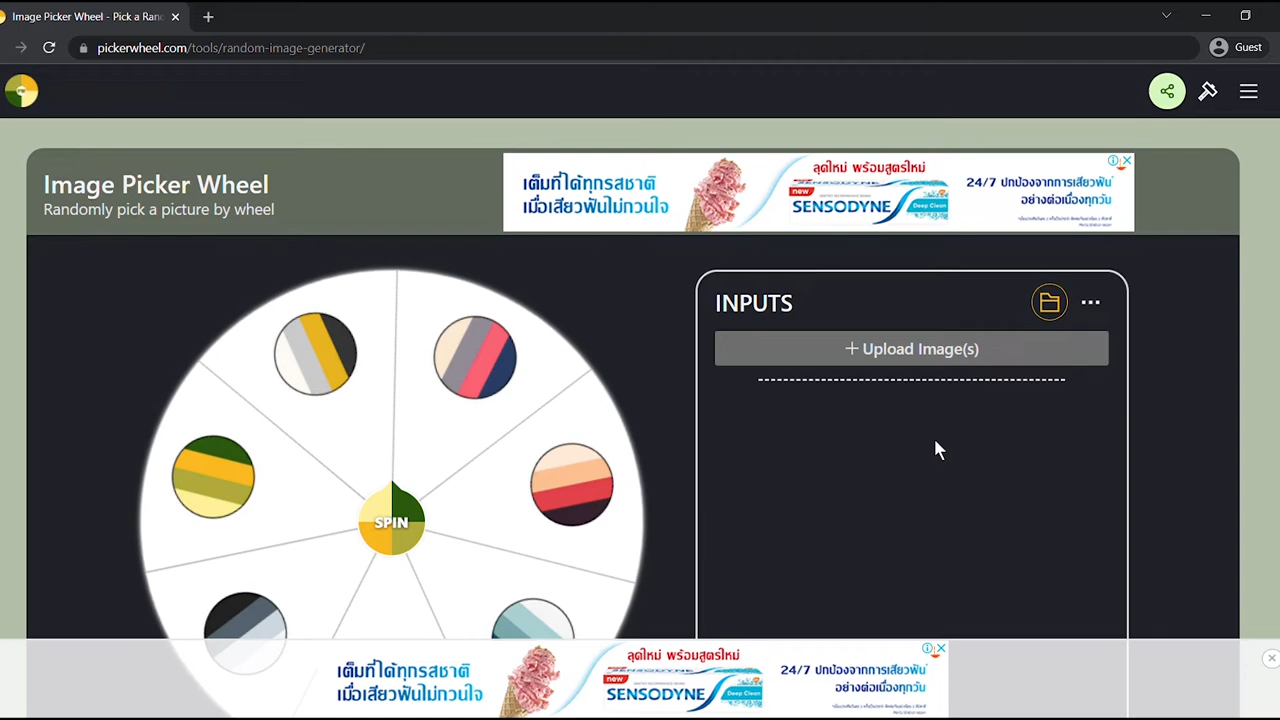 Image Picker Wheel - Pick a Ran
pickerwheel.com/tools/random-image-generator/
Guest
Image Picker Wheel
Randomly pick a picture by wheel
เต็มที่ได้ทุกรสชาติ
เมื่อเสียวฟันไม่กวนใจ
สูตใหม่ พร้อมสูตรใหม่
new
SENSODYNE
Deep Clean
24/7 ปกป้องจากการเสียวฟัน*
อย่างต่อเนื่องทุกวัน
INPUTS
+ Upload Image(s)
SPIN
เต็มที่ได้ทุกรสชาติ
เมื่อเสียวฟันไม่กวนใจ
สูตใหม่ พร้อมสูตรใหม่
new
SENSODYNE
Deep Clean
24/7 ปกป้องจากการเสียวฟัน*
อย่างต่อเนื่องทุกวัน